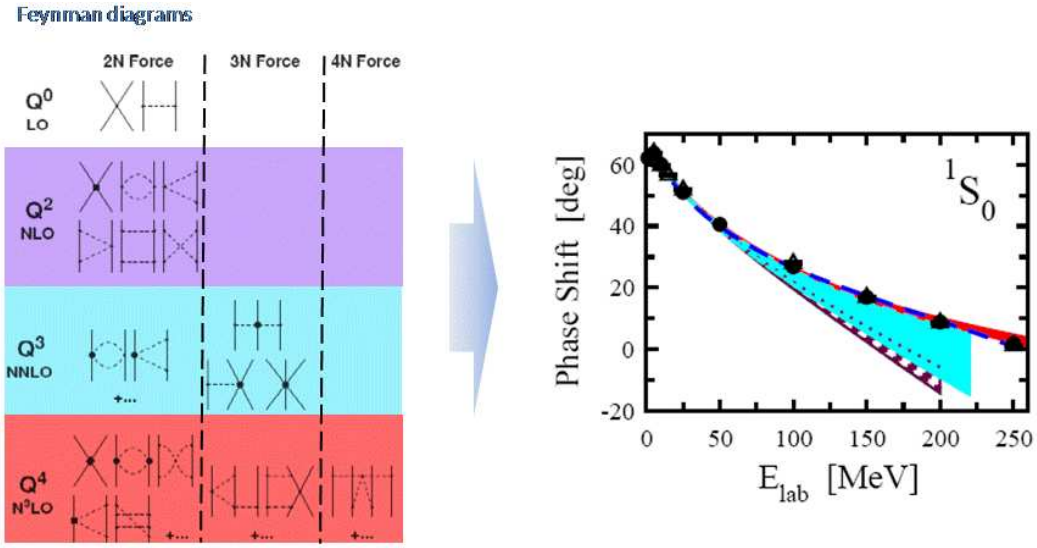 Feynman diagrams
2N Force 3N Force 4N Force
Q⁰
LO
Q²
NLO
Q³
NNLO
+...
Q⁴
N³LO
+... +... +...
Phase Shift [deg]
60
40
20
0
-20
¹S₀
0 50 100 150 200 250
E_lab [MeV]